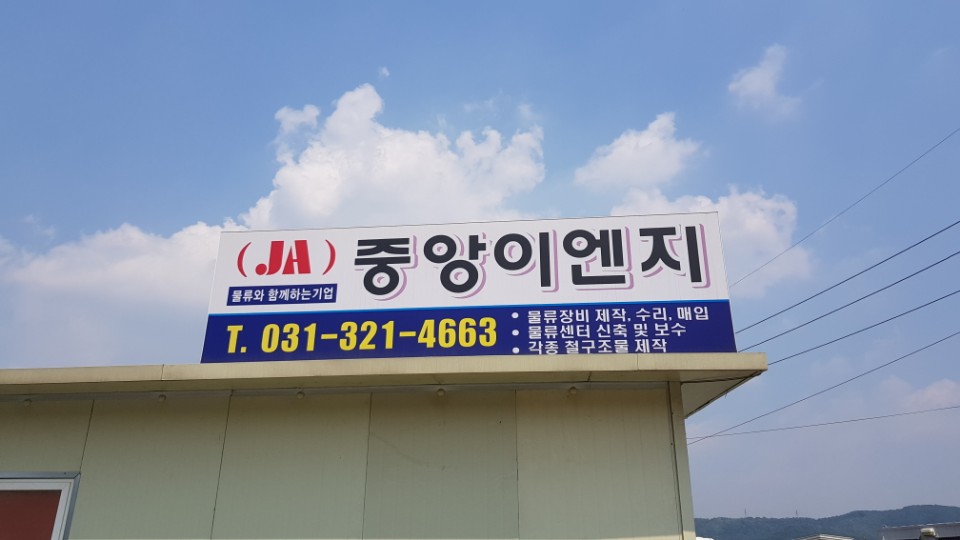 (JA) 중앙이엔지
물류와 함께하는기업
T. 031-321-4663
• 물류장비 제작, 수리, 매입
• 물류센터 신축 및 보수
• 각종 철구조물 제작